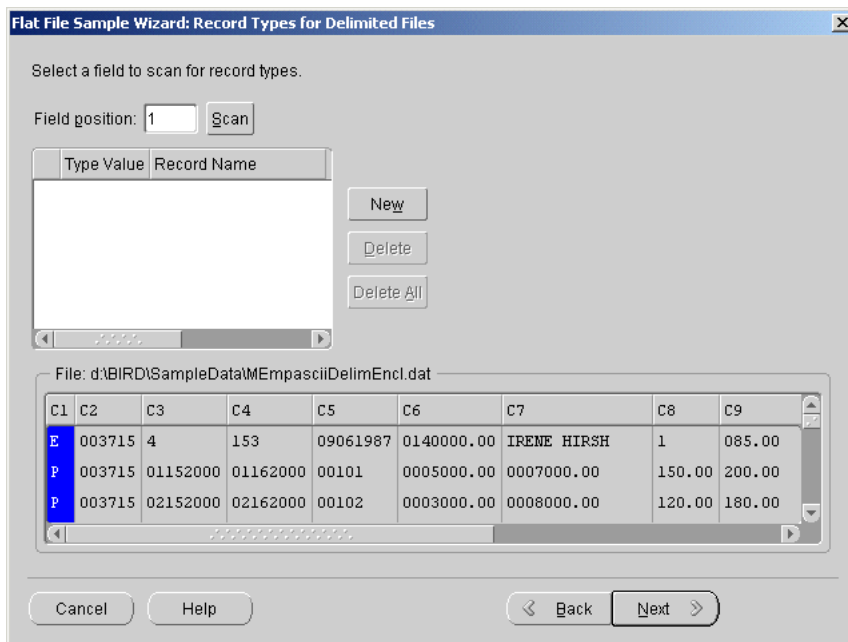 Flat File Sample Wizard: Record Types for Delimited Files
Select a field to scan for record types.
Field position: 1 Scan
Type Value Record Name
New
Delete
Delete All
File: d:\BIRD\SampleData\MEmpasciiDelimEncl.dat
C1 C2 C3 C4 C5 C6 C7 C8 C9
E 003715 4 153 09061987 0140000.00 IRENE HIRSH 1 085.00
P 003715 01152000 01162000 00101 0005000.00 0007000.00 150.00 200.00
P 003715 02152000 02162000 00102 0003000.00 0008000.00 120.00 180.00
Cancel Help Back Next